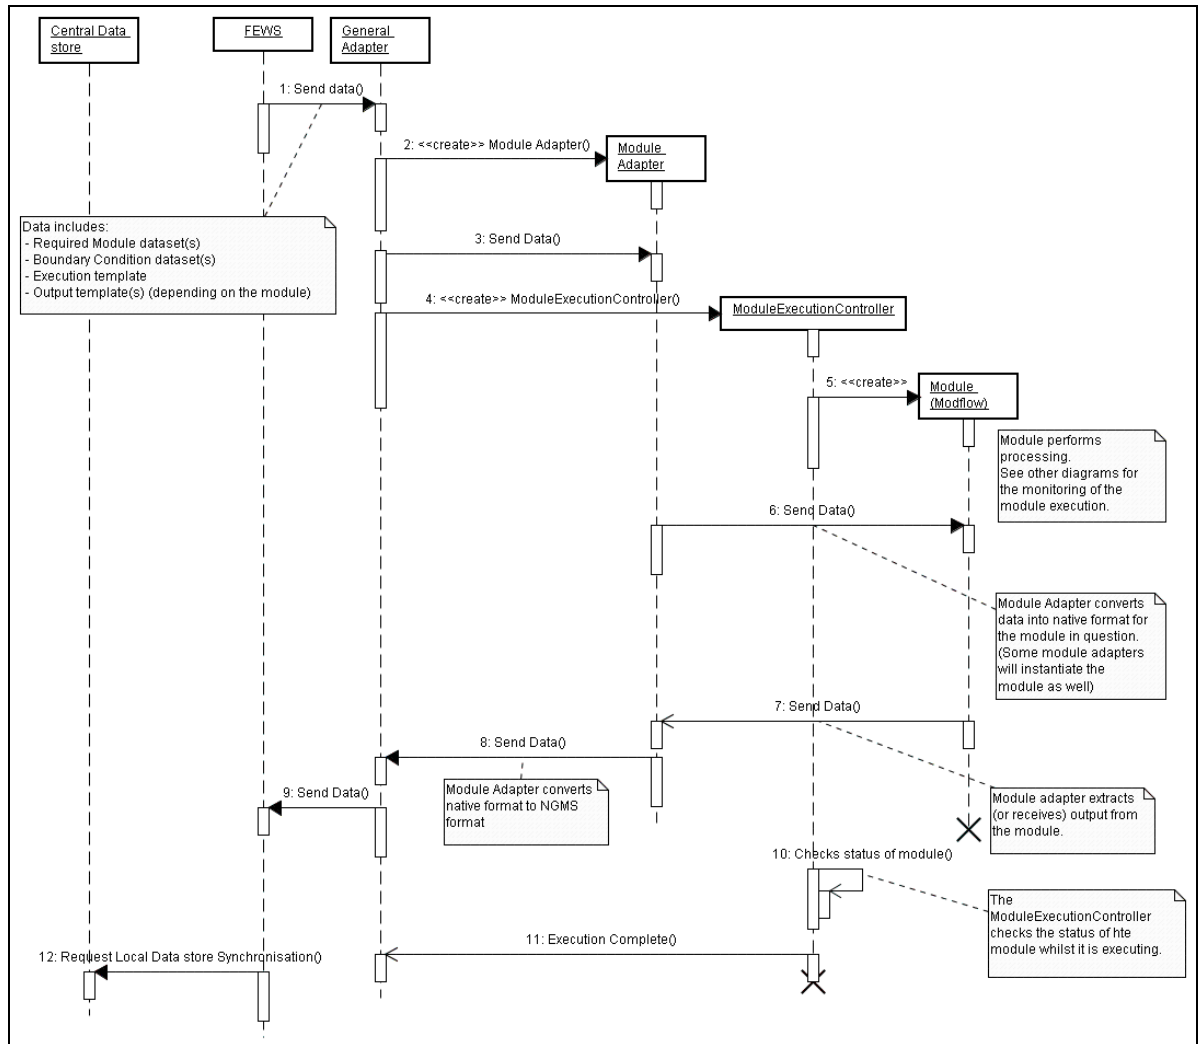 Central Data
store
FEWS
General
Adapter
1: Send data()
2: <<create>> Module Adapter()
Module
Adapter
Data includes:
- Required Module dataset(s)
- Boundary Condition dataset(s)
- Execution template
- Output template(s) (depending on the module)
3: Send Data()
4: <<create>> ModuleExecutionController()
ModuleExecutionController
5: <<create>>
Module
(Modflow)
Module performs
processing.
See other diagrams for
the monitoring of the
module execution.
6: Send Data()
Module Adapter converts
data into native format for
the module in question.
(Some module adapters
will instantiate the
module as well)
7: Send Data()
8: Send Data()
Module Adapter converts
native format to NGMS
format
9: Send Data()
Module adapter extracts
(or receives) output from
the module.
10: Checks status of module()
The
ModuleExecutionController
checks the status of hte
module whilst it is executing.
11: Execution Complete()
12: Request Local Data store Synchronisation()